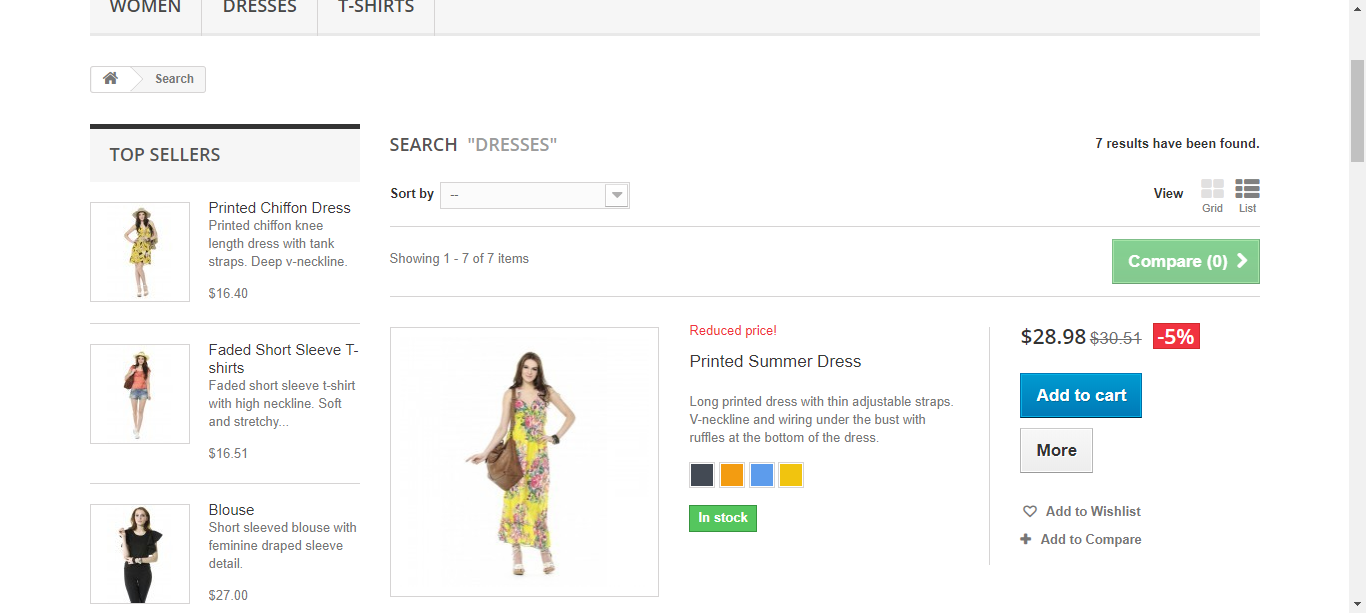 WOMEN
DRESSES
T-SHIRTS
Search
TOP SELLERS
Printed Chiffon Dress
Printed chiffon knee
length dress with tank
straps. Deep v-neckline.
$16.40
Faded Short Sleeve T-
shirts
Faded short sleeve t-shirt
with high neckline. Soft
and stretchy...
$16.51
Blouse
Short sleeved blouse with
feminine draped sleeve
detail.
$27.00
SEARCH "DRESSES"
7 results have been found.
Sort by --
View
Grid
List
Showing 1 - 7 of 7 items
Compare (0)
Reduced price!
Printed Summer Dress
Long printed dress with thin adjustable straps.
V-neckline and wiring under the bust with
ruffles at the bottom of the dress.
In stock
$28.98 $30.51 -5%
Add to cart
More
Add to Wishlist
Add to Compare